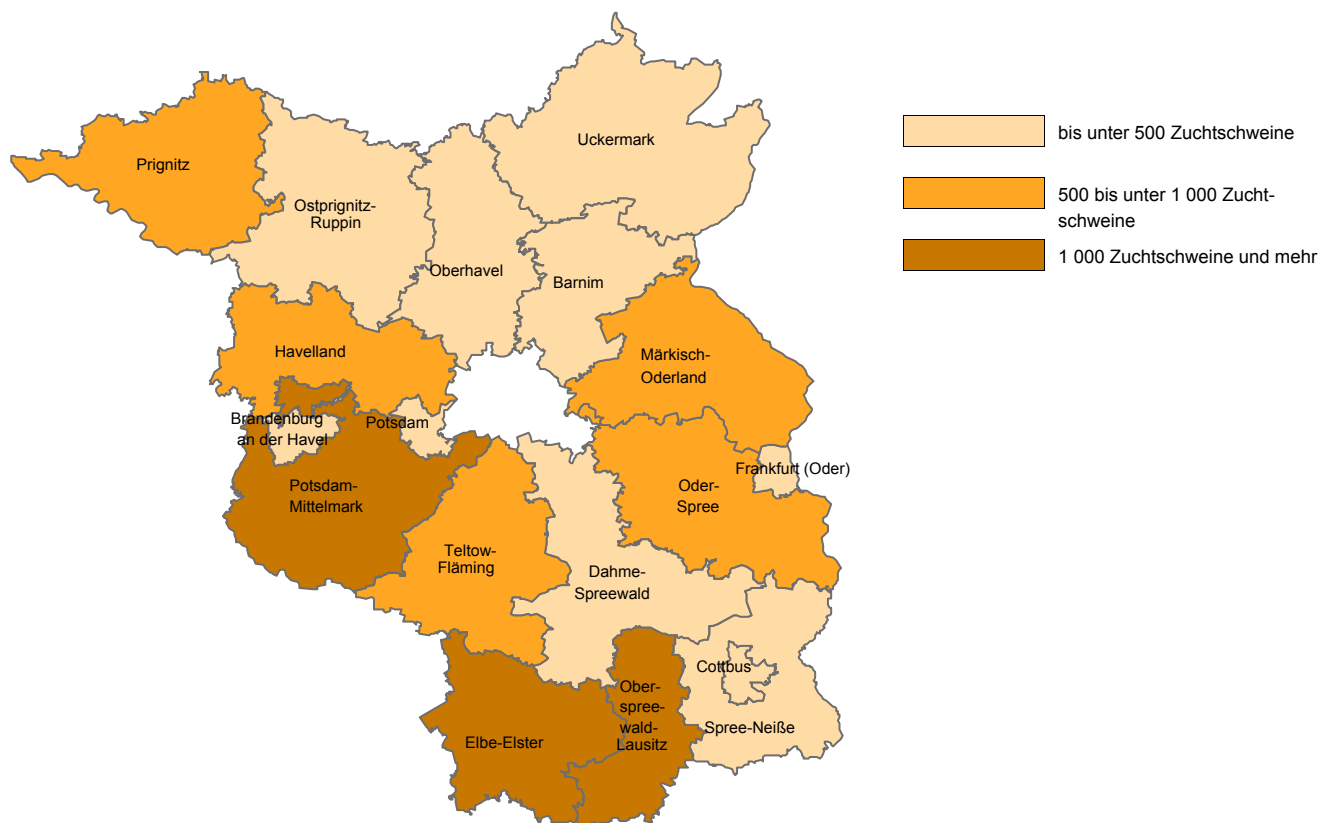 Uckermark
Prignitz
Ostprignitz-
Ruppin
Oberhavel
Barnim
Havelland
Märkisch-
Oderland
Brandenburg
an der Havel
Potsdam
Frankfurt (Oder)
Potsdam-
Mittelmark
Oder-
Spree
Teltow-
Fläming
Dahme-
Spreewald
Cottbus
Ober-
spree-
wald-
Lausitz
Spree-Neiße
Elbe-Elster
bis unter 500 Zuchtschweine
500 bis unter 1 000 Zucht-
schweine
1 000 Zuchtschweine und mehr